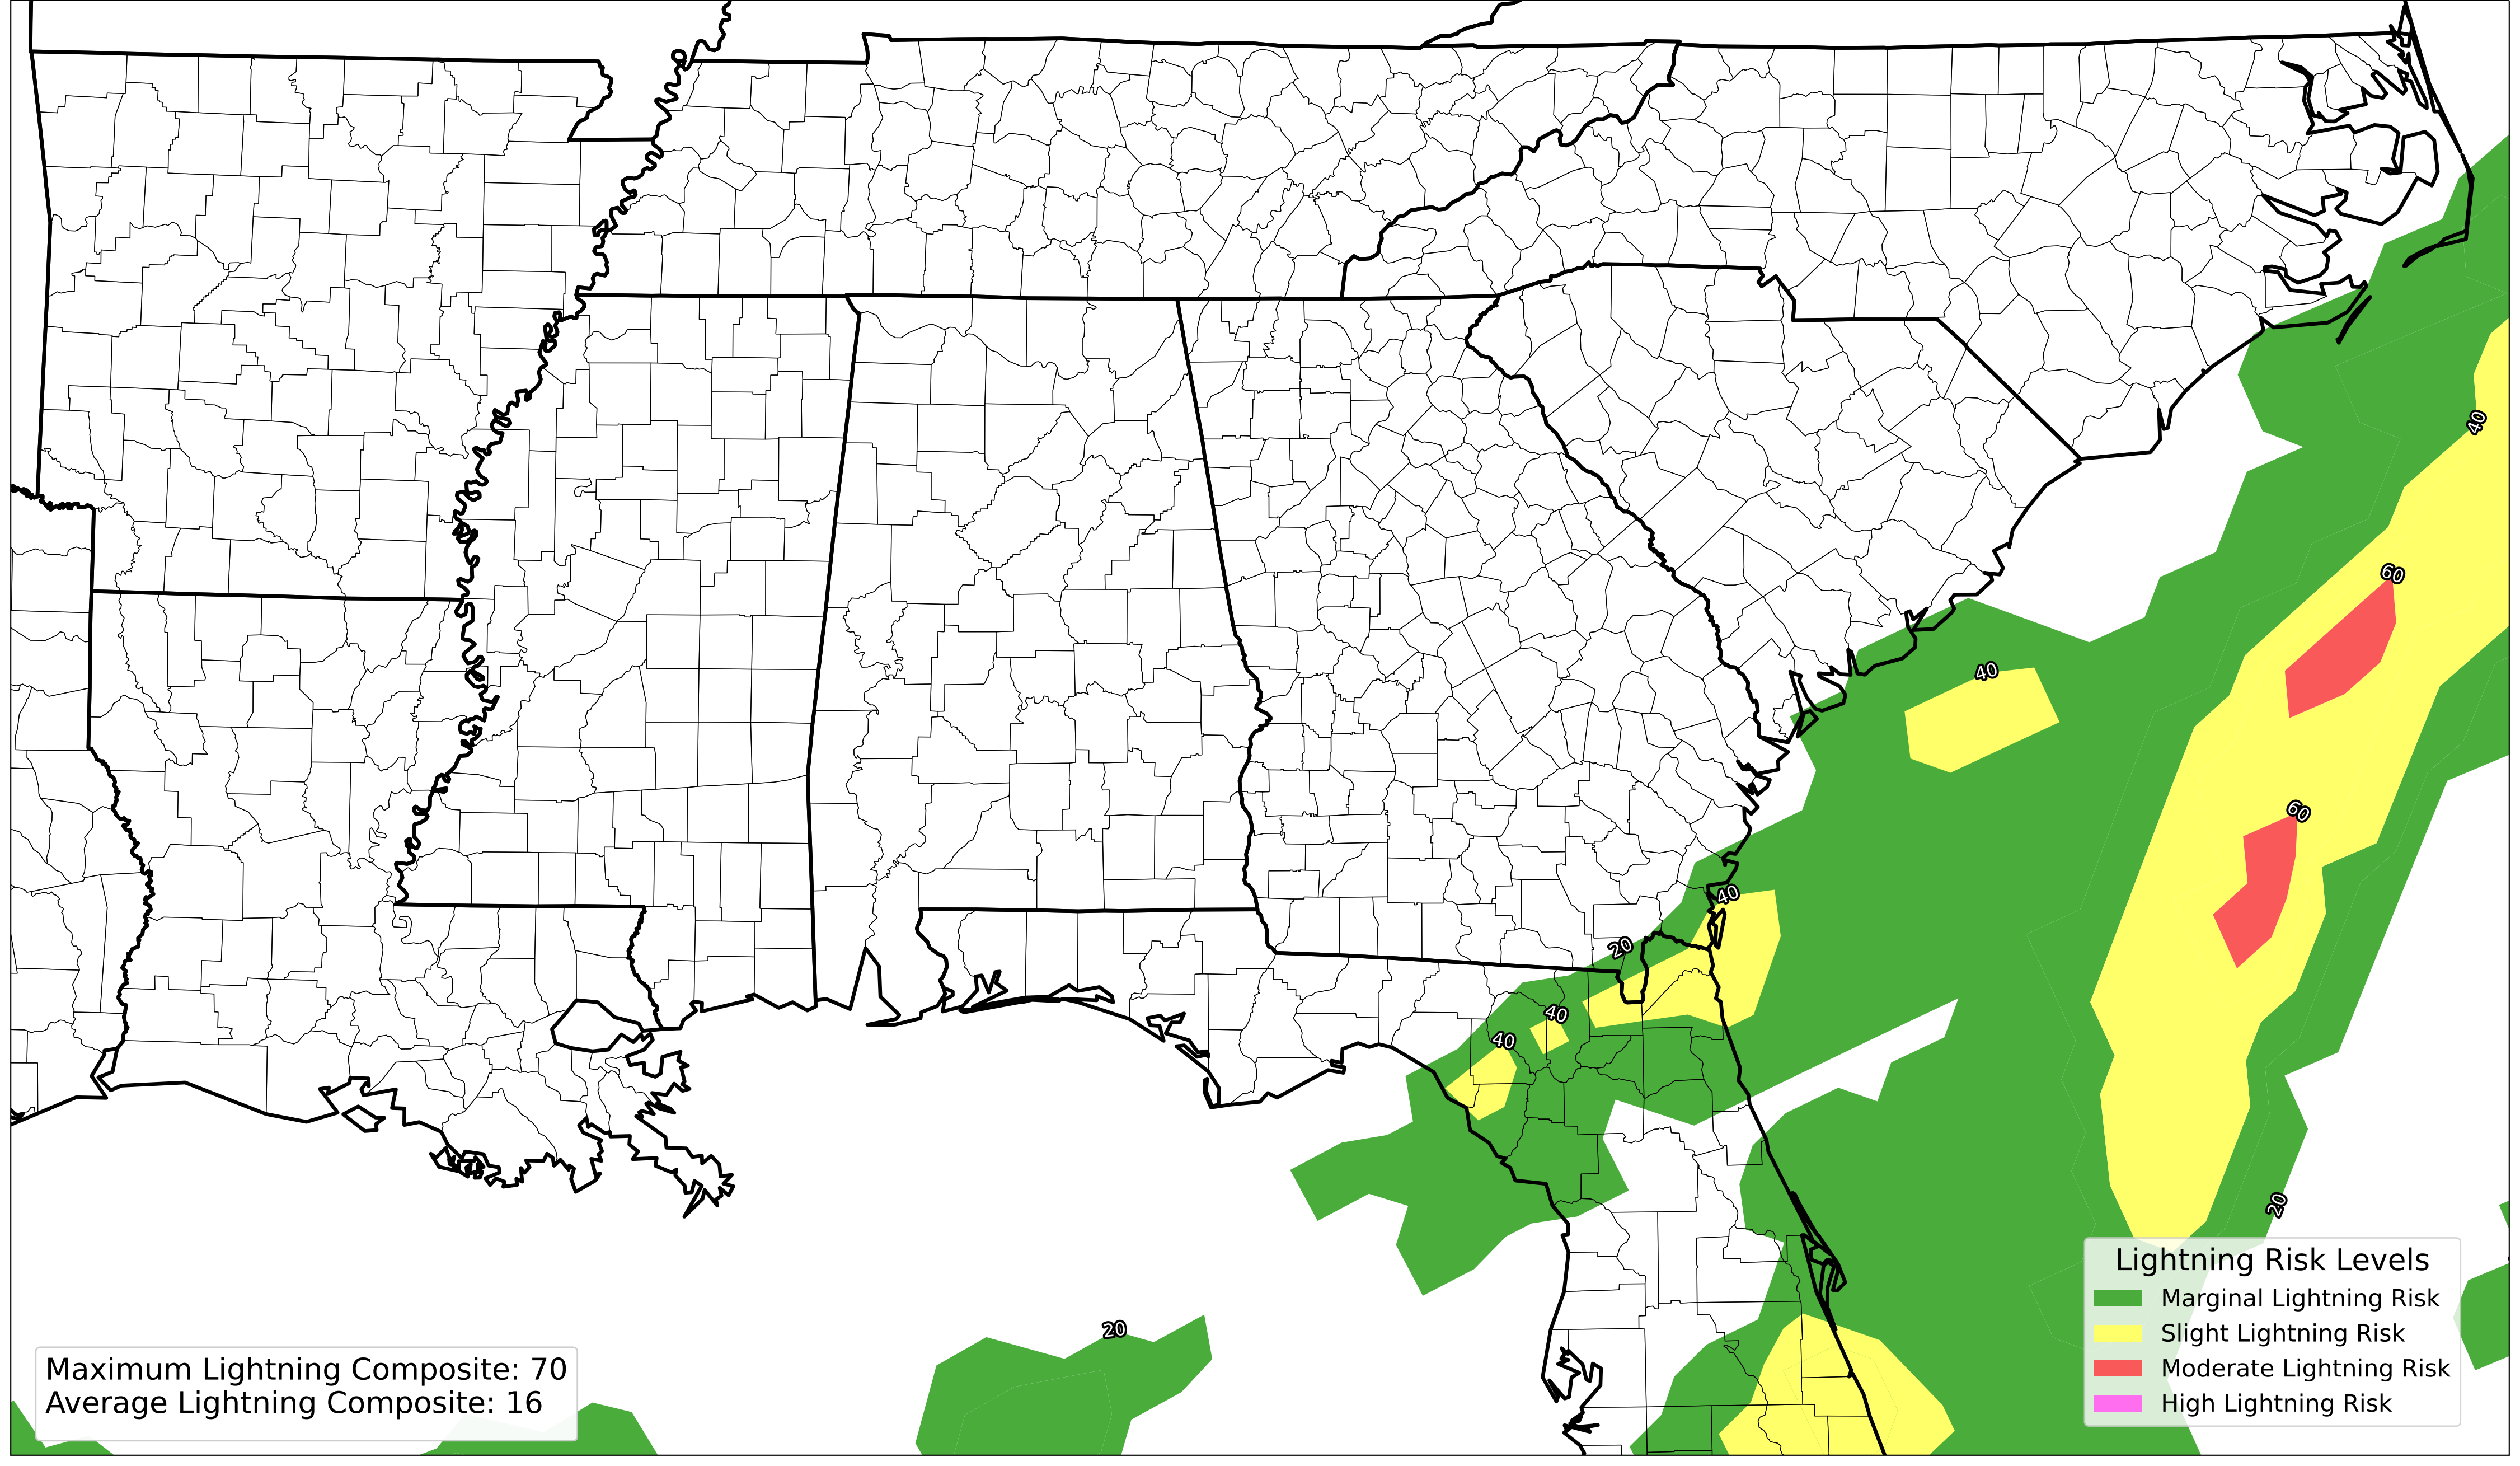 40
60
40
60
40
20
40
40
20
20
Lightning Risk Levels
Marginal Lightning Risk
Slight Lightning Risk
Moderate Lightning Risk
High Lightning Risk
Maximum Lightning Composite: 70
Average Lightning Composite: 16